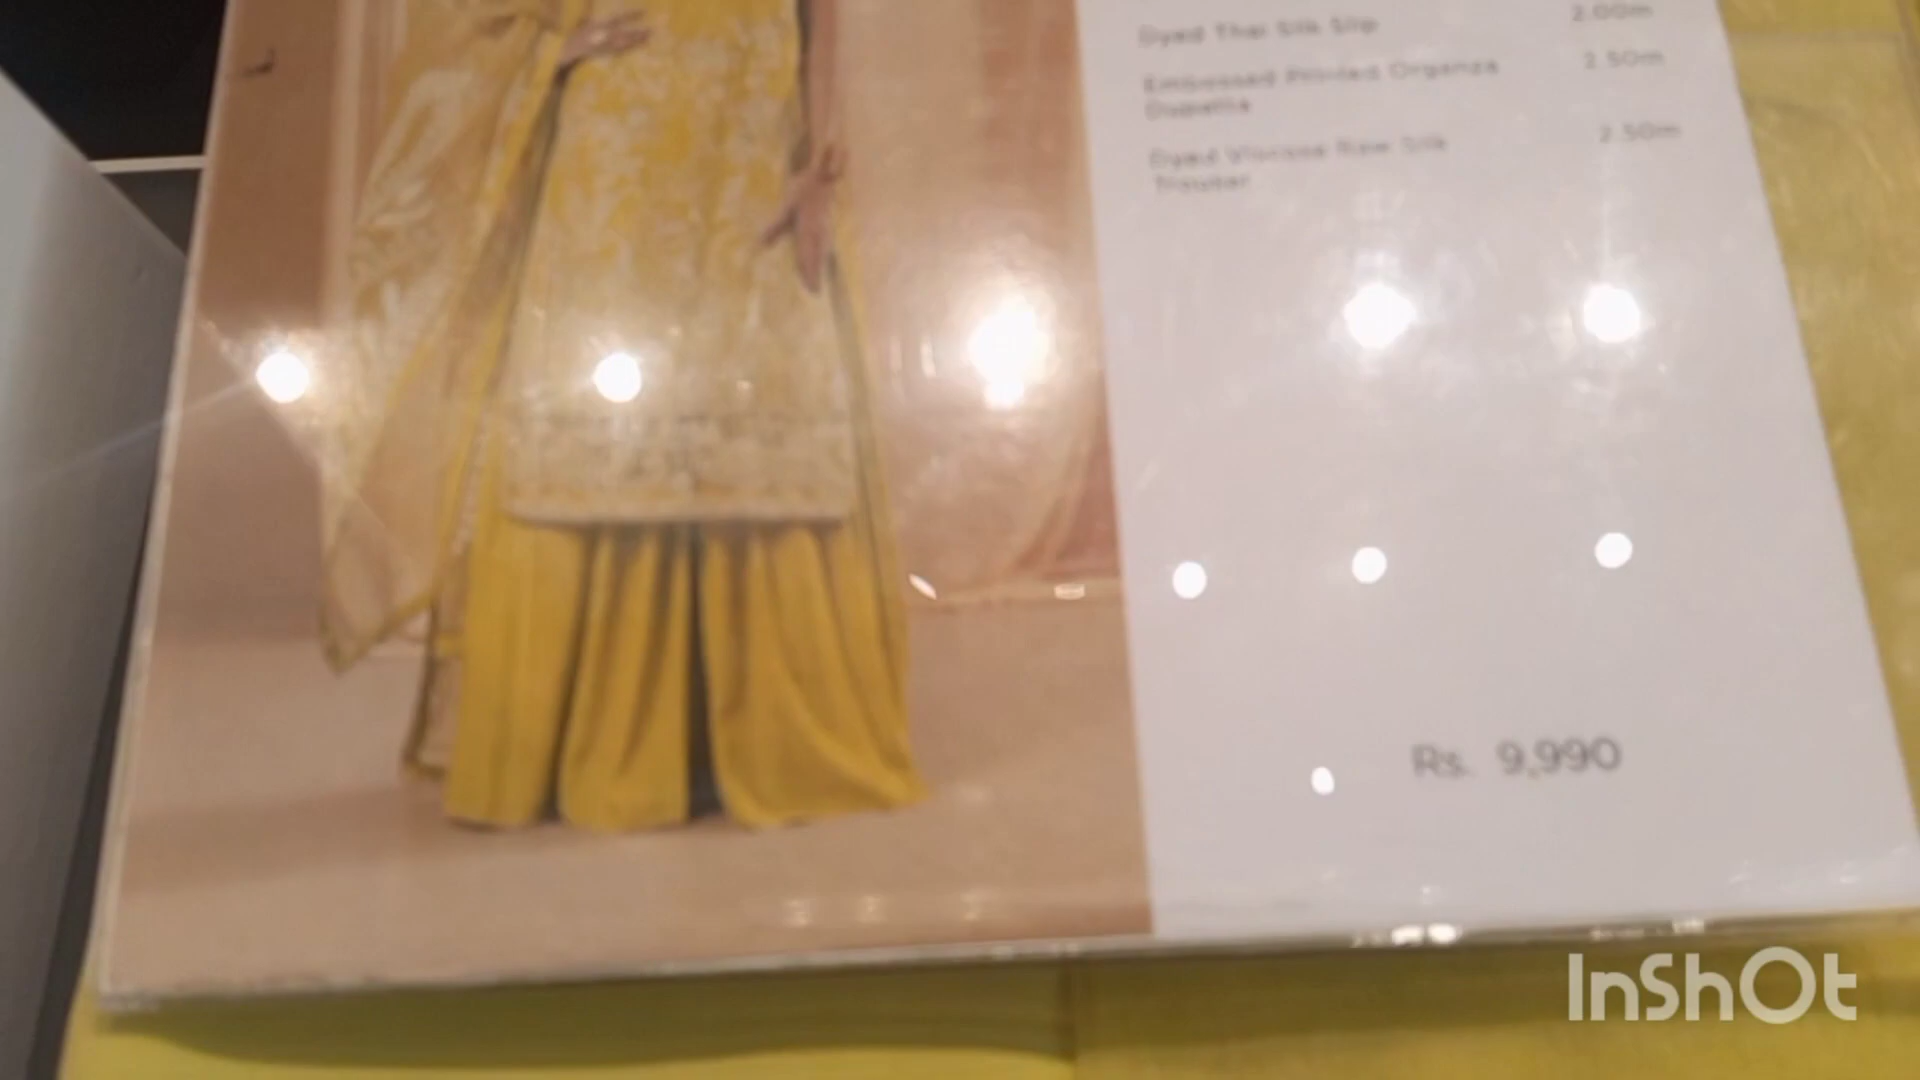 Dyed Thai Silk Slip 2.00m
Embossed Printed Organza 2.50m
Dupatta
Dyed Viscose Raw Silk 2.50m
Trouser
Rs. 9,990
InShOt